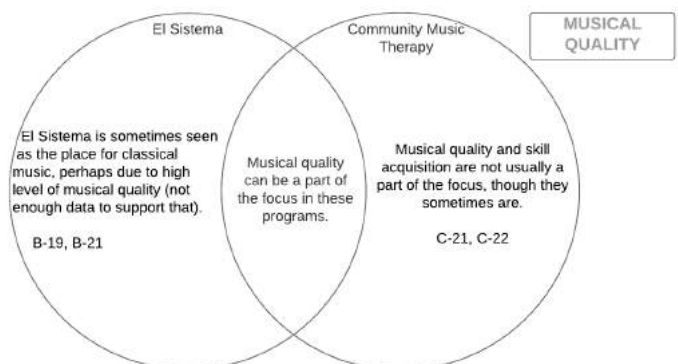 El Sistema
Community Music
Therapy
MUSICAL
QUALITY
El Sistema is sometimes seen
as the place for classical
music, perhaps due to high
level of musical quality (not
enough data to support that).
B-19, B-21
Musical quality
can be a part of
the focus in these
programs.
Musical quality and skill
acquisition are not usually a
part of the focus, though they
sometimes are.
C-21, C-22